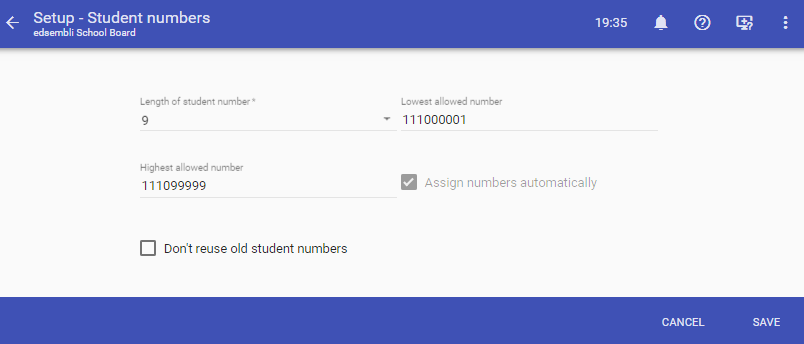 Setup - Student numbers
edsembli School Board
19:35
Length of student number *
9
Lowest allowed number
111000001
Highest allowed number
111099999
Assign numbers automatically
Don't reuse old student numbers
CANCEL
SAVE